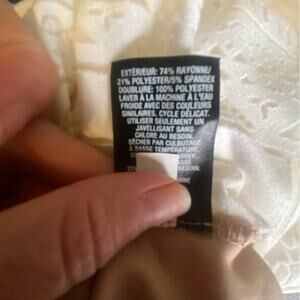 EXTÉRIEUR: 74% RAYONNE/
21% POLYESTER/5% SPANDEX
DOUBLURE: 100% POLYESTER
LAVER À LA MACHINE À L'EAU
FROIDE AVEC DES COULEURS
SIMILAIRES. CYCLE DÉLICAT.
UTILISER SEULEMENT UN
JAVELLISANT SANS
CHLORE AU BESOIN.
SÉCHER PAR CULBUTAGE
À BASSE TEMPÉRATURE.
BESOIN.